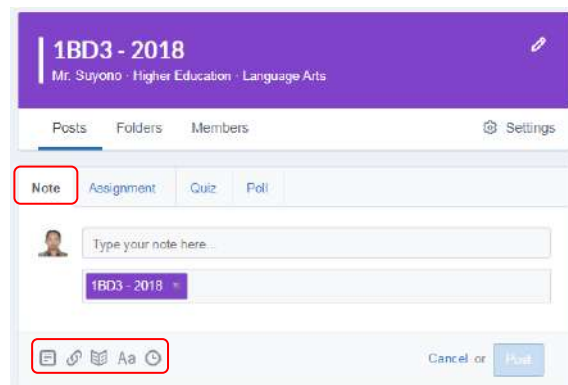 1BD3 - 2018
Mr. Suyono · Higher Education · Language Arts
Posts Folders Members Settings
Note Assignment Quiz Poll
Type your note here...
1BD3 - 2018 ×
Aa
Cancel or Post